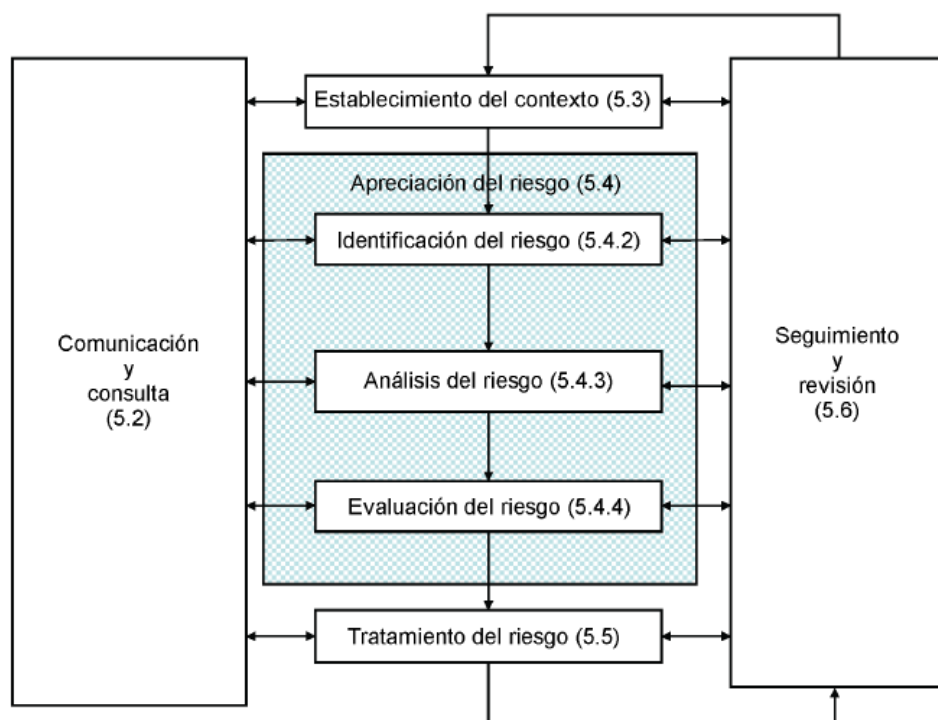 Establecimiento del contexto (5.3)
Apreciación del riesgo (5.4)
Identificación del riesgo (5.4.2)
Comunicación
y
consulta
(5.2)
Análisis del riesgo (5.4.3)
Seguimiento
y
revisión
(5.6)
Evaluación del riesgo (5.4.4)
Tratamiento del riesgo (5.5)